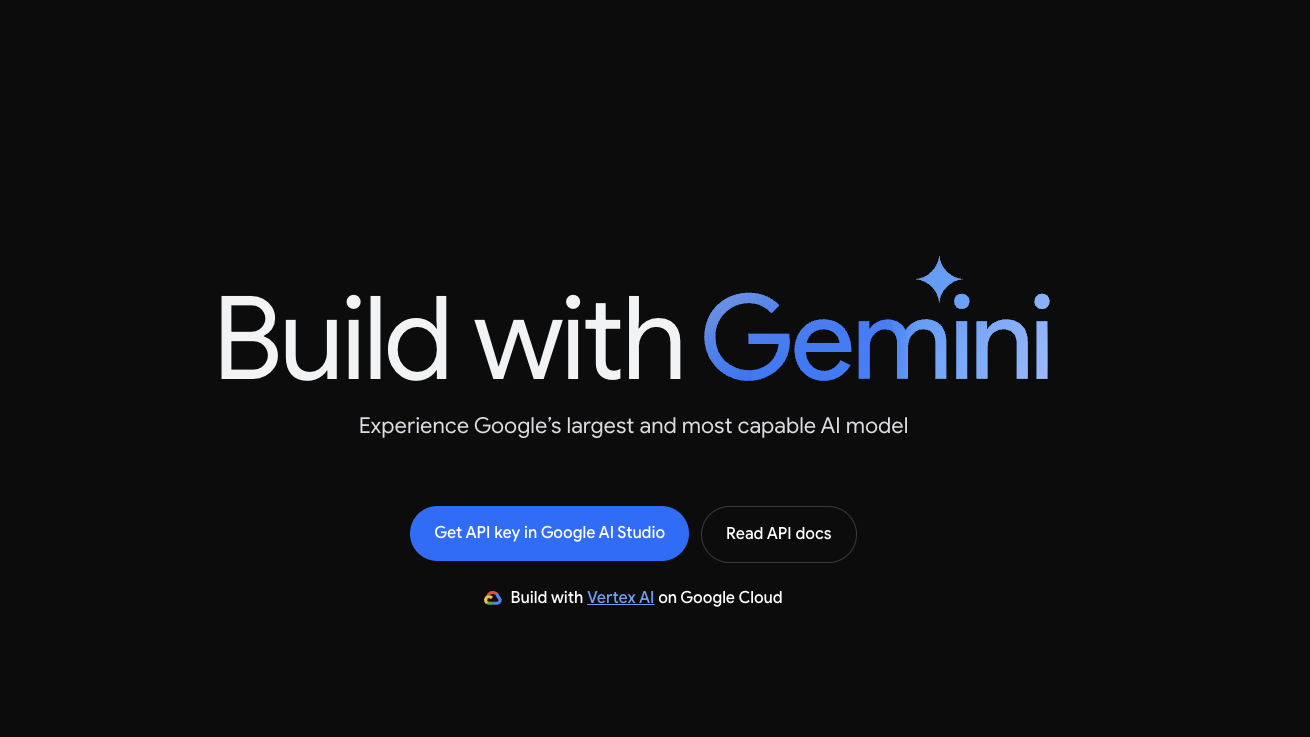 Build with Gemini
Experience Google’s largest and most capable AI model
Get API key in Google AI Studio
Read API docs
Build with Vertex AI on Google Cloud